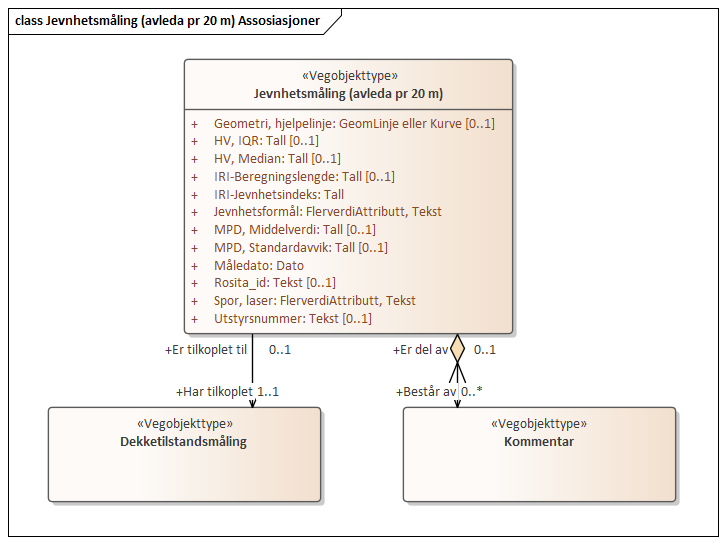 class Jevnhetsmåling (avleda pr 20 m) Assosiasjoner
«Vegobjekttype»
Jevnhetsmåling (avleda pr 20 m)
+ Geometri, hjelpelinje: GeomLinje eller Kurve [0..1]
+ HV, IQR: Tall [0..1]
+ HV, Median: Tall [0..1]
+ IRI-Beregningslengde: Tall [0..1]
+ IRI-Jevnhetsindeks: Tall
+ Jevnhetsformål: FlerverdiAttributt, Tekst
+ MPD, Middelverdi: Tall [0..1]
+ MPD, Standardavvik: Tall [0..1]
+ Måledato: Dato
+ Rosita_id: Tekst [0..1]
+ Spor, laser: FlerverdiAttributt, Tekst
+ Utstyrsnummer: Tekst [0..1]
+Er tilkoplet til 0..1
+Er del av 0..1
+Har tilkoplet 1..1
+Består av 0..*
«Vegobjekttype»
Dekketilstandsmåling
«Vegobjekttype»
Kommentar